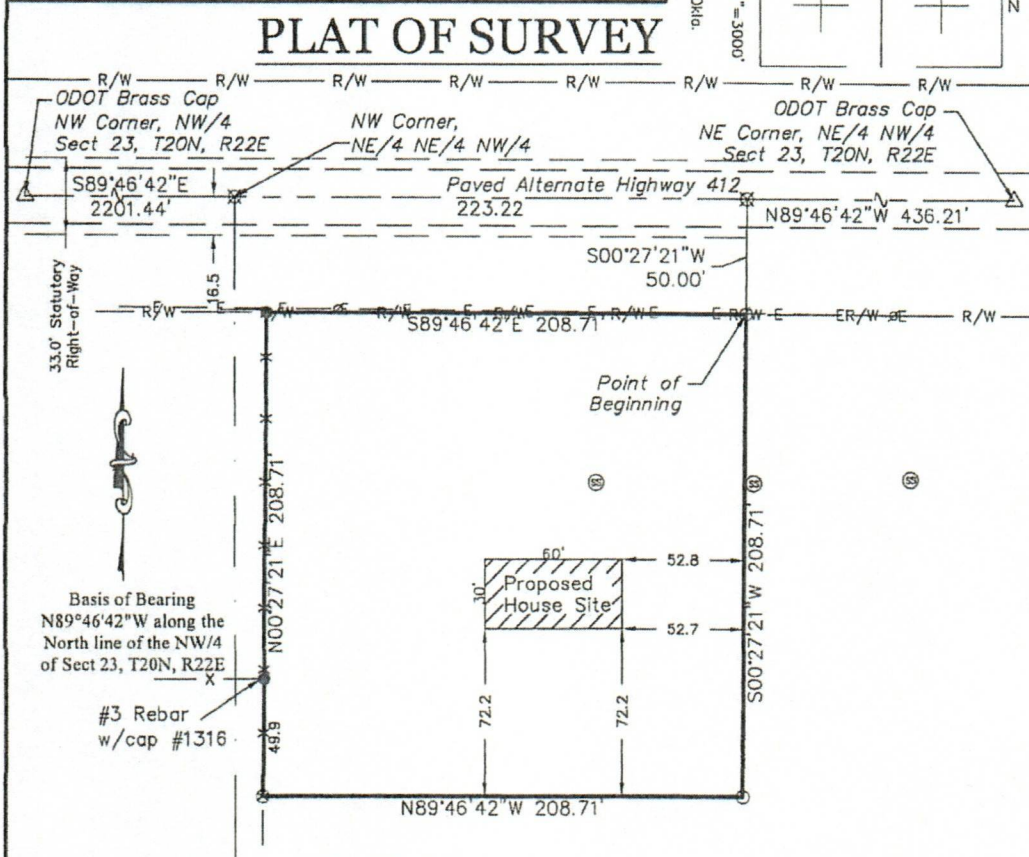 PLAT OF SURVEY
Okla.
"=3000'
N
R/W R/W R/W R/W R/W R/W R/W R/W
ODOT Brass Cap
NW Corner, NW/4
Sect 23, T20N, R22E
NW Corner,
NE/4 NE/4 NW/4
ODOT Brass Cap
NE Corner, NE/4 NW/4
Sect 23, T20N, R22E
S89°46'42"E
2201.44'
Paved Alternate Highway 412
223.22
N89°46'42"W 436.21'
S00°27'21"W
50.00'
16.5
33.0' Statutory
Right-of-Way
R/W E E R/W E R/W E E R/W E E R/W E R/W E ER/W E R/W
S89°46'42"E 208.71'
Point of
Beginning
N00°27'21"E 208.71'
60'
30'
Proposed
House Site
52.8
52.7
S00°27'21"W 208.71'
Basis of Bearing
N89°46'42"W along the
North line of the NW/4
of Sect 23, T20N, R22E
X
#3 Rebar
w/cap #1316
49.9
72.2
72.2
N89°46'42"W 208.71'